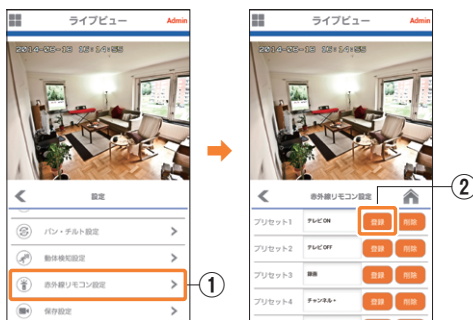 ライブビュー
Admin
2014-03-13 15:14:55
設定
パン・チルト設定
動体検知設定
赤外線リモコン設定
保存設定
①
ライブビュー
Admin
2014-03-13 15:14:55
②
赤外線リモコン設定
プリセット1 テレビ ON 登録 削除
プリセット2 テレビ OFF 登録 削除
プリセット3 録画 登録 削除
プリセット4 チャンネル + 登録 削除